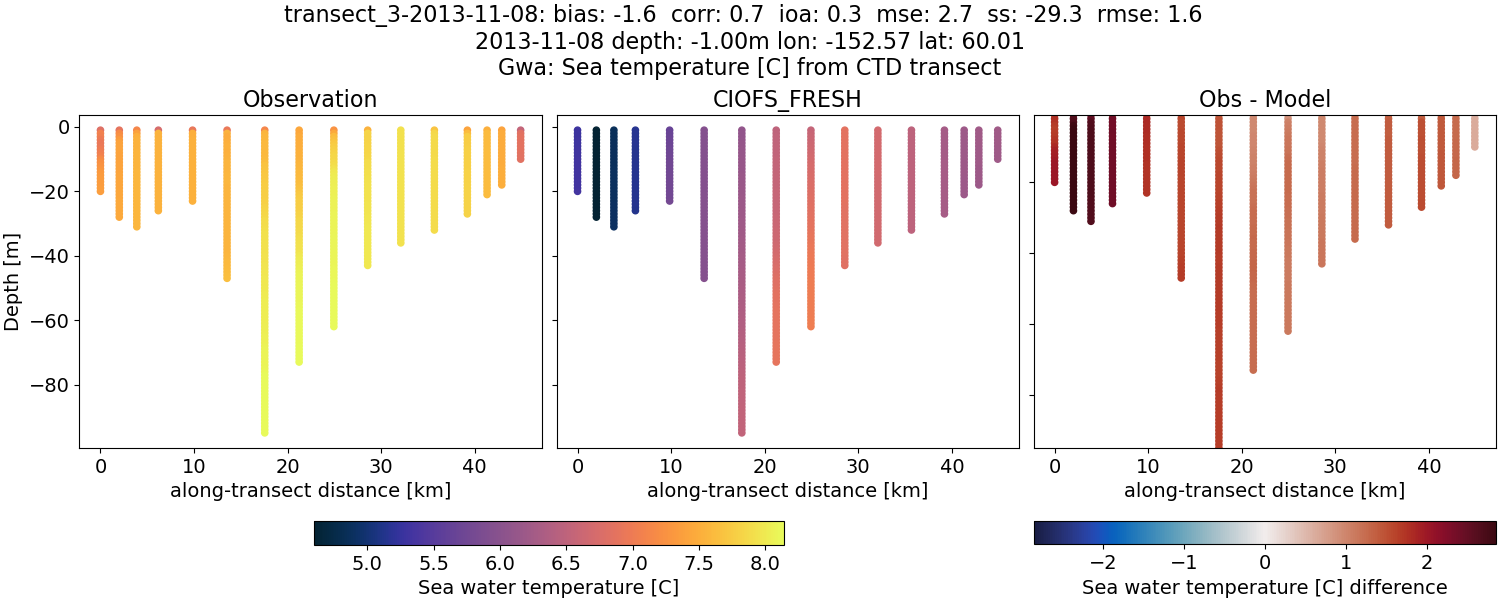 transect_3-2013-11-08: bias: -1.6  corr: 0.7  ioa: 0.3  mse: 2.7  ss: -29.3  rmse: 1.6
2013-11-08 depth: -1.00m lon: -152.57 lat: 60.01
Gwa: Sea temperature [C] from CTD transect
Observation
CIOFS_FRESH
Obs - Model
Depth [m]
0
−20
−40
−60
−80
0 10 20 30 40
0 10 20 30 40
0 10 20 30 40
along-transect distance [km]
along-transect distance [km]
along-transect distance [km]
5.0 5.5 6.0 6.5 7.0 7.5 8.0
Sea water temperature [C]
−2 −1 0 1 2
Sea water temperature [C] difference